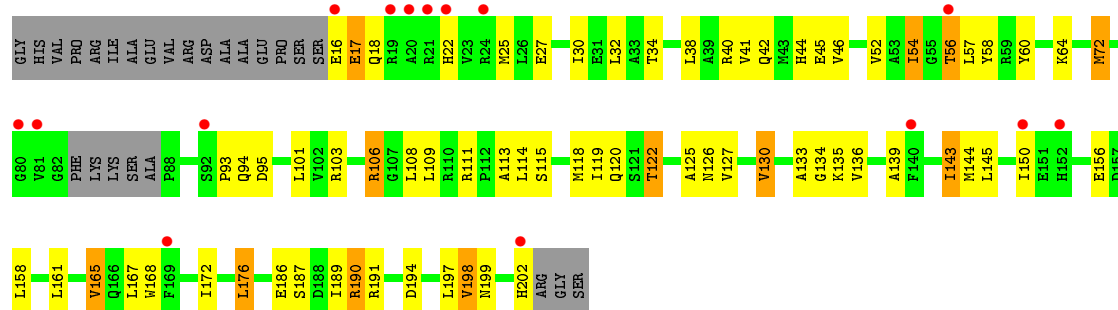 GLY HIS VAL PRO ARG ILE ALA GLU VAL ARG ASP ALA ALA GLU PRO SER SER E16 E17 Q18 R19 A20 R21 H22 V23 R24 M25 L26 E27 I30 E31 L32 A33 T34 L38 A39 R40 V41 Q42 M43 H44 E45 V46 V52 A53 I54 G55 T56 L57 Y58 R59 Y60 K64 M72
G80 V81 G82 PHE LYS LYS SER ALA P88 S92 P93 Q94 D95 L101 V102 R103 R106 G107 L108 L109 R110 R111 P112 A113 L114 S115 M118 I119 Q120 S121 T122 A125 N126 V127 V130 A133 G134 K135 V136 A139 F140 I143 M144 L145 I150 E151 H152 E156 D157
L158 L161 V165 Q166 L167 W168 F169 I172 L176 E186 S187 D188 I189 R190 R191 D194 L197 V198 N199 H202 ARG GLY SER